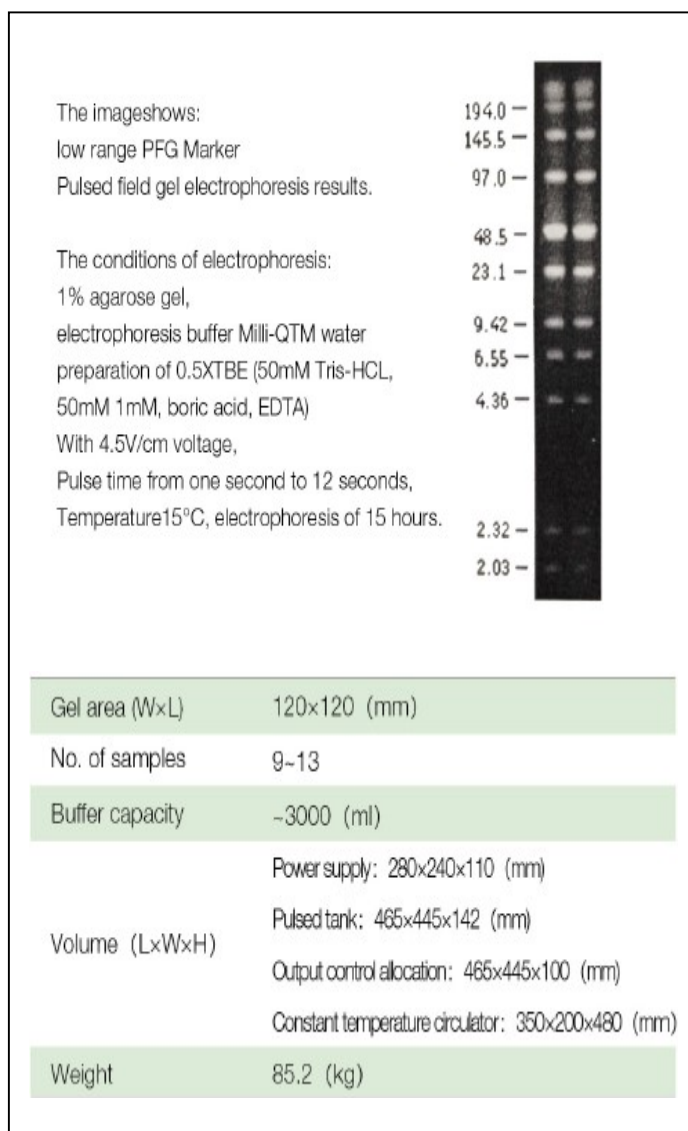 The imageshows:
low range PFG Marker
Pulsed field gel electrophoresis results.
The conditions of electrophoresis:
1% agarose gel,
electrophoresis buffer Milli-QTM water
preparation of 0.5XTBE (50mM Tris-HCL,
50mM 1mM, boric acid, EDTA)
With 4.5V/cm voltage,
Pulse time from one second to 12 seconds,
Temperature15°C, electrophoresis of 15 hours.
194.0 –
145.5 –
97.0 –
48.5 –
23.1 –
9.42 –
6.55 –
4.36 –
2.32 –
2.03 –
Gel area (W×L) 120×120 (mm)
No. of samples 9~13
Buffer capacity ~3000 (ml)
Volume (L×W×H)
Power supply: 280×240×110 (mm)
Pulsed tank: 465×445×142 (mm)
Output control allocation: 465×445×100 (mm)
Constant temperature circulator: 350×200×480 (mm)
Weight 85.2 (kg)